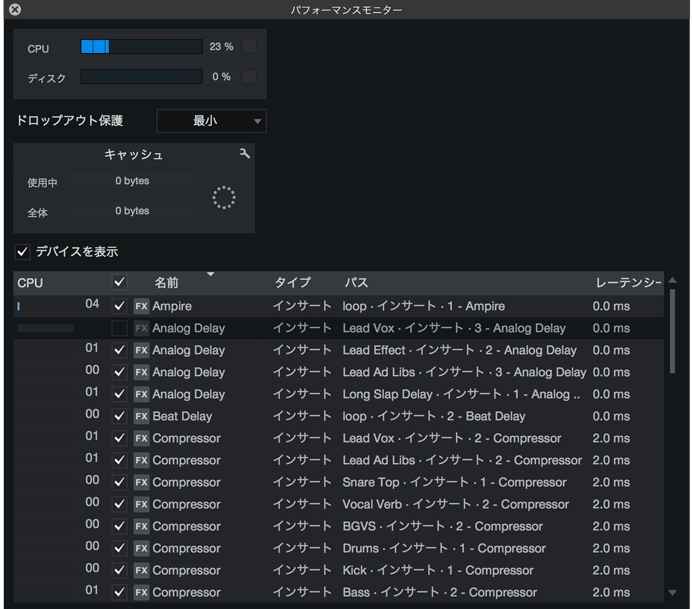 パフォーマンスモニター
CPU 23 %
ディスク 0 %
ドロップアウト保護 最小
キャッシュ
使用中 0 bytes
全体 0 bytes
デバイスを表示
CPU 名前 タイプ パス レーテンシー
04 FX Ampire インサート loop · インサート · 1 - Ampire 0.0 ms
FX Analog Delay インサート Lead Vox · インサート · 3 - Analog Delay 0.0 ms
01 FX Analog Delay インサート Lead Effect · インサート · 2 - Analog Delay 0.0 ms
00 FX Analog Delay インサート Lead Ad Libs · インサート · 3 - Analog Delay 0.0 ms
01 FX Analog Delay インサート Long Slap Delay · インサート · 1 - Analog .. 0.0 ms
00 FX Beat Delay インサート loop · インサート · 2 - Beat Delay 0.0 ms
01 FX Compressor インサート Lead Vox · インサート · 2 - Compressor 2.0 ms
01 FX Compressor インサート Lead Ad Libs · インサート · 2 - Compressor 2.0 ms
00 FX Compressor インサート Snare Top · インサート · 1 - Compressor 2.0 ms
00 FX Compressor インサート Vocal Verb · インサート · 2 - Compressor 2.0 ms
00 FX Compressor インサート BGVS · インサート · 2 - Compressor 2.0 ms
00 FX Compressor インサート Drums · インサート · 1 - Compressor 2.0 ms
00 FX Compressor インサート Kick · インサート · 1 - Compressor 2.0 ms
01 FX Compressor インサート Bass · インサート · 2 - Compressor 2.0 ms